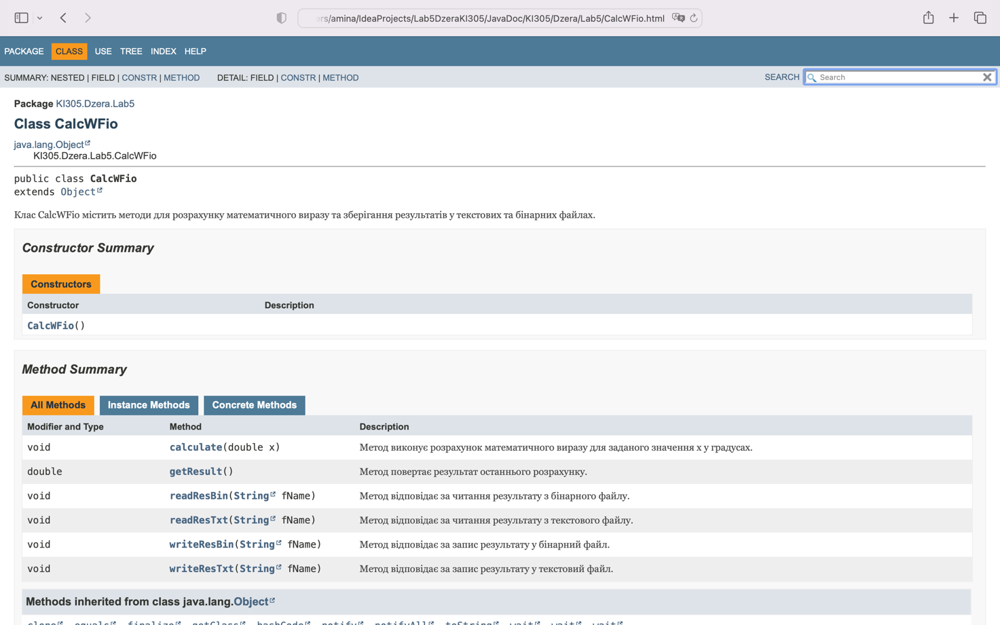 ers/amina/IdeaProjects/Lab5DzeraKI305/JavaDoc/KI305/Dzera/Lab5/CalcWFio.html
PACKAGE CLASS USE TREE INDEX HELP
SUMMARY: NESTED | FIELD | CONSTR | METHOD DETAIL: FIELD | CONSTR | METHOD SEARCH Search
Package KI305.Dzera.Lab5
Class CalcWFio
java.lang.Object
KI305.Dzera.Lab5.CalcWFio
public class CalcWFio
extends Object
Клас CalcWFio містить методи для розрахунку математичного виразу та зберігання результатів у текстових та бінарних файлах.
Constructor Summary
Constructors
Constructor Description
CalcWFio()
Method Summary
All Methods Instance Methods Concrete Methods
Modifier and Type Method Description
void calculate(double x) Метод виконує розрахунок математичного виразу для заданого значення x у градусах.
double getResult() Метод повертає результат останнього розрахунку.
void readResBin(String fName) Метод відповідає за читання результату з бінарного файлу.
void readResTxt(String fName) Метод відповідає за читання результату з текстового файлу.
void writeResBin(String fName) Метод відповідає за запис результату у бінарний файл.
void writeResTxt(String fName) Метод відповідає за запис результату у текстовий файл.
Methods inherited from class java.lang.Object
clone, equals, finalize, getClass, hashCode, notify, notifyAll, toString, wait, wait, wait